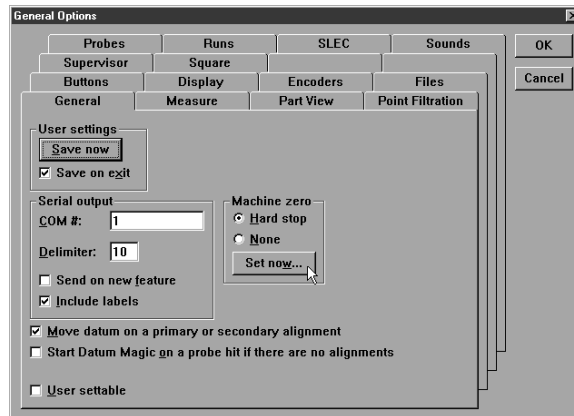 General Options
Probes Runs SLEC Sounds
OK
Supervisor Square
Cancel
Buttons Display Encoders Files
General Measure Part View Point Filtration
User settings
Save now
Save on exit
Serial output
COM #: 1
Delimiter: 10
Send on new feature
Include labels
Machine zero
Hard stop
None
Set now...
Move datum on a primary or secondary alignment
Start Datum Magic on a probe hit if there are no alignments
User settable